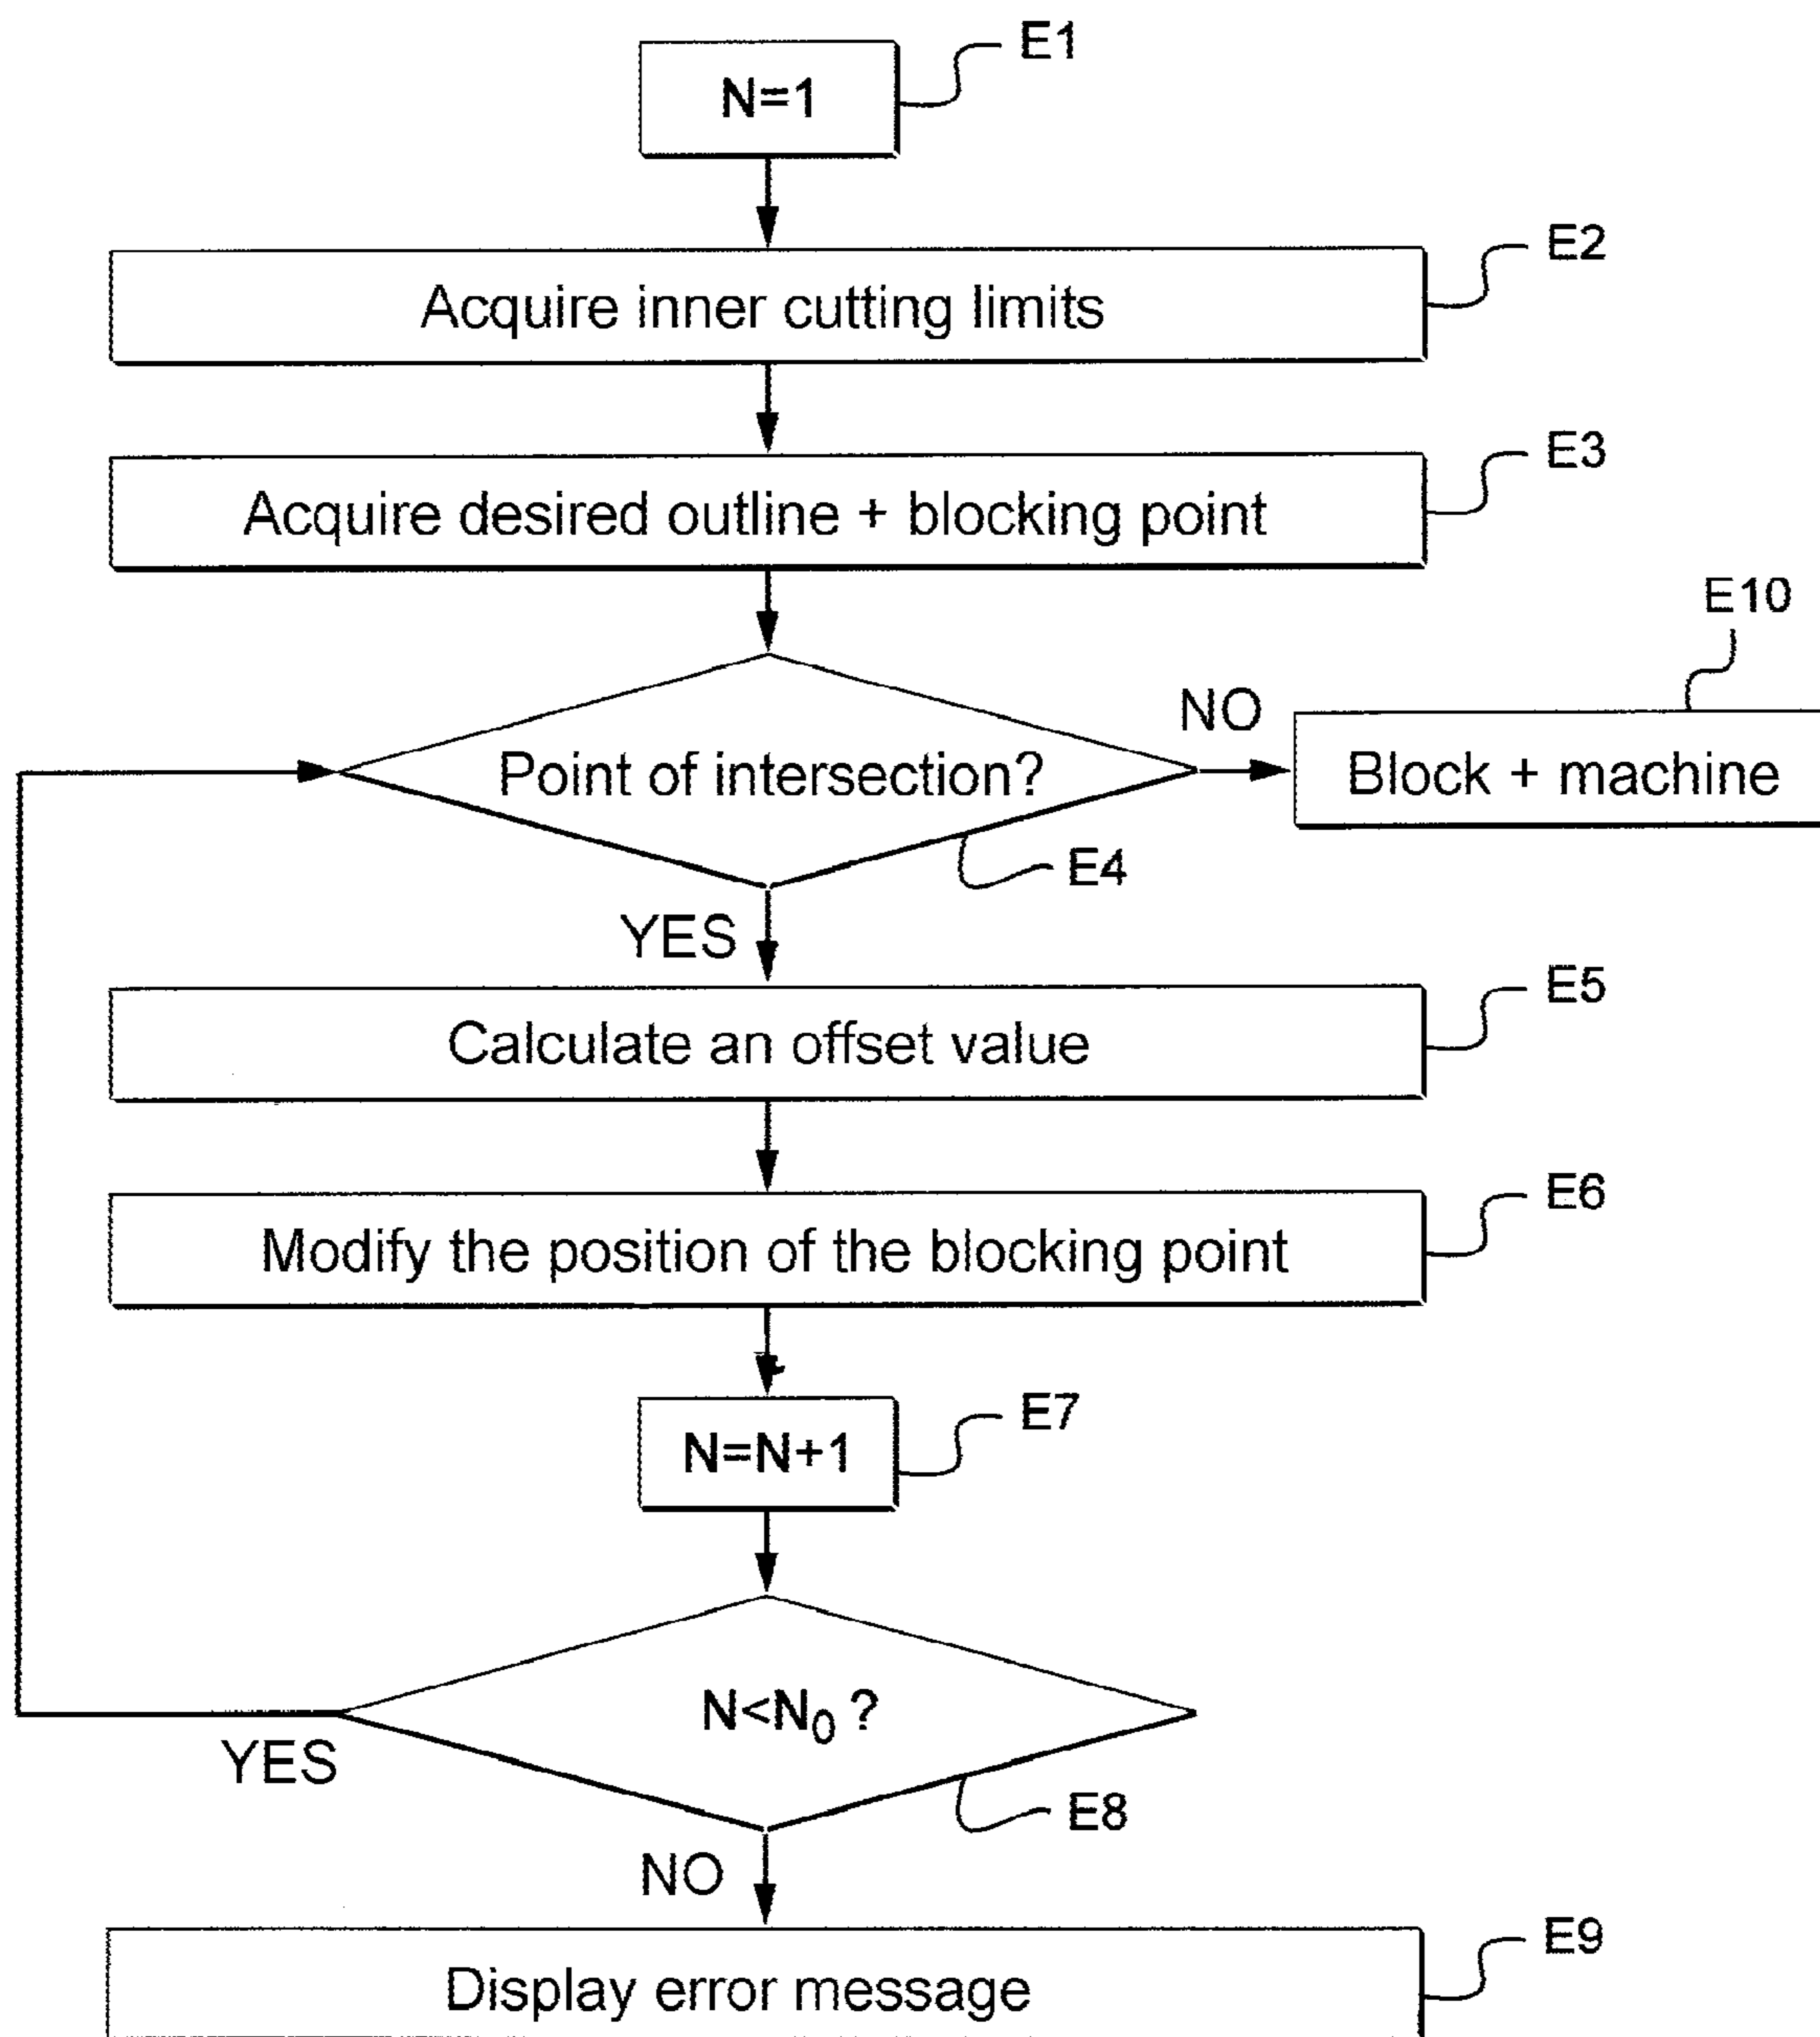 N=1
E1
Acquire inner cutting limits
E2
Acquire desired outline + blocking point
E3
Point of intersection?
E4
NO
Block + machine
E10
YES
Calculate an offset value
E5
Modify the position of the blocking point
E6
N=N+1
E7
N<N₀ ?
E8
YES
NO
Display error message
E9